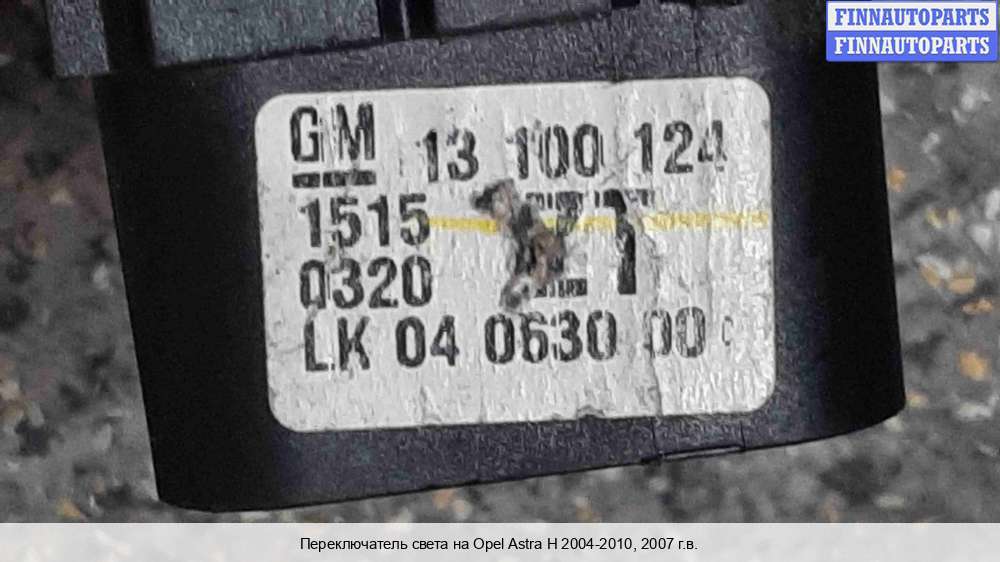 FINNAUTOPARTS
FINNAUTOPARTS
GM 13 100 124
1515
0320
LK 04 0630 00
Переключатель света на Opel Astra H 2004-2010, 2007 г.в.